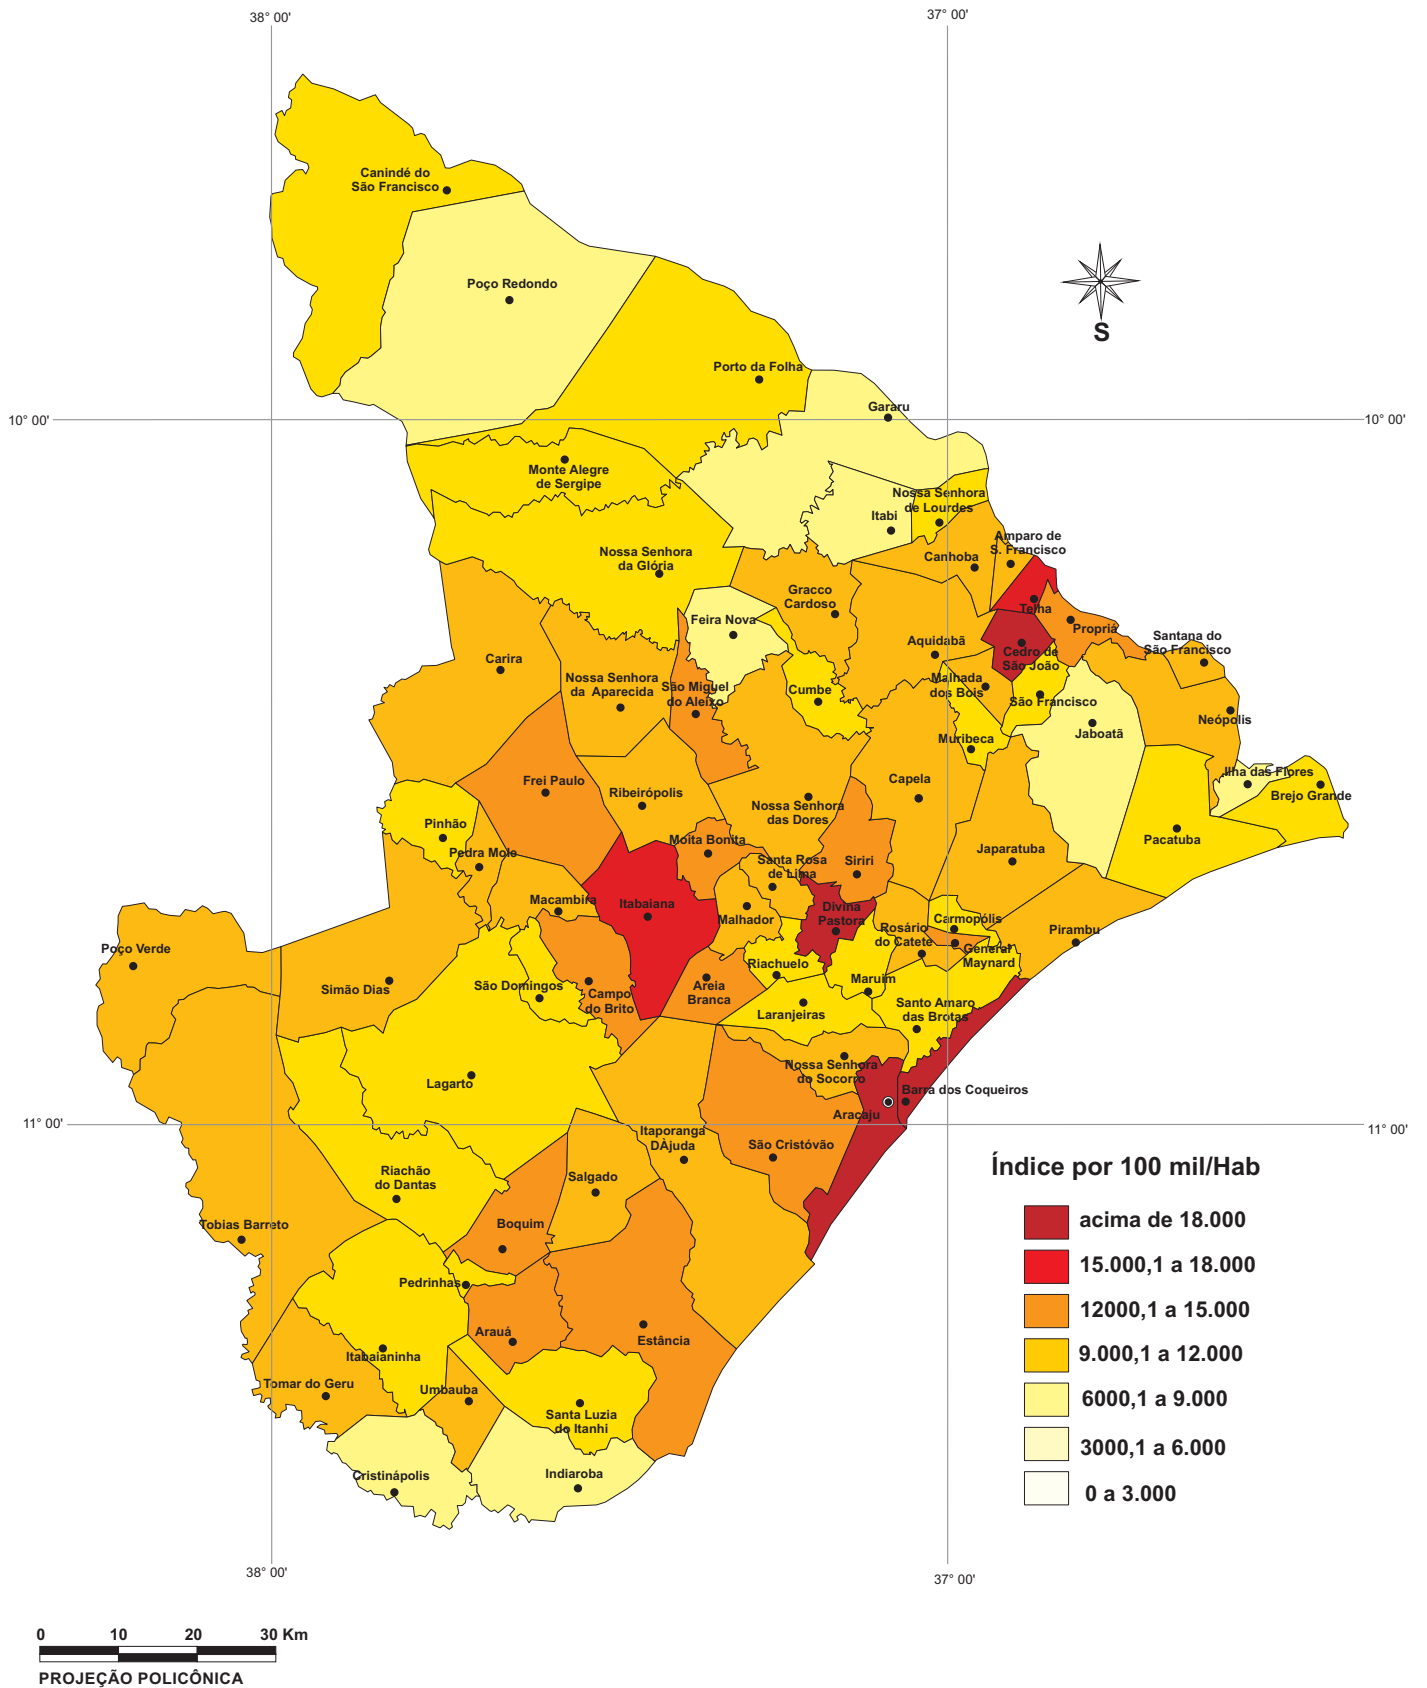 38° 00'
37° 00'
Canindé do
São Francisco
Poço Redondo
S
Porto da Folha
Gararu
10° 00'
10° 00'
Monte Alegre
de Sergipe
Nossa Senhora
de Lourdes
Itabi
Amparo de
S. Francisco
Nossa Senhora
da Glória
Canhoba
Gracco
Cardoso
Telha
Feira Nova
Propriá
Santana do
São Francisco
Aquidabã
Cedro de
São João
Carira
Nossa Senhora
da Aparecida
São Miguel
do Aleixo
Cumbe
Malhada
dos Bois
São Francisco
Neópolis
Jaboatã
Muribeca
Ilha das Flores
Brejo Grande
Frei Paulo
Ribeirópolis
Capela
Nossa Senhora
das Dores
Pinhão
Moita Bonita
Pacatuba
Pedra Mole
Santa Rosa
de Lima
Siriri
Japaratuba
Macambira
Itabaiana
Malhador
Divina
Pastora
Carmopólis
Rosário
do Catete
Pirambu
Poço Verde
General
Maynard
Riachuelo
Simão Dias
São Domingos
Campo
do Brito
Areia
Branca
Maruim
Laranjeiras
Santo Amaro
das Brotas
Lagarto
Nossa Senhora
do Socorro
Barra dos Coqueiros
Aracaju
11° 00'
11° 00'
Itaporanga
DÀjuda
São Cristóvão
Riachão
do Dantas
Salgado
Índice por 100 mil/Hab
Tobias Barreto
Boquim
acima de 18.000
Pedrinhas
15.000,1 a 18.000
12000,1 a 15.000
Arauá
Estância
Itabaianinha
9.000,1 a 12.000
Tomar do Geru
Umbauba
6000,1 a 9.000
Santa Luzia
do Itanhi
3000,1 a 6.000
Cristinápolis
Indiaroba
0 a 3.000
38° 00'
37° 00'
0 10 20 30 Km
PROJEÇÃO POLICÔNICA